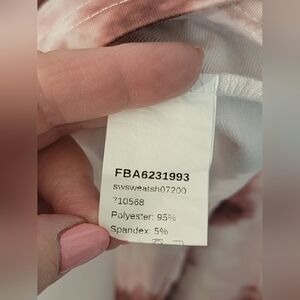 FBA6231993
swsweatsh07200
710568
Polyester: 95%
Spandex: 5%